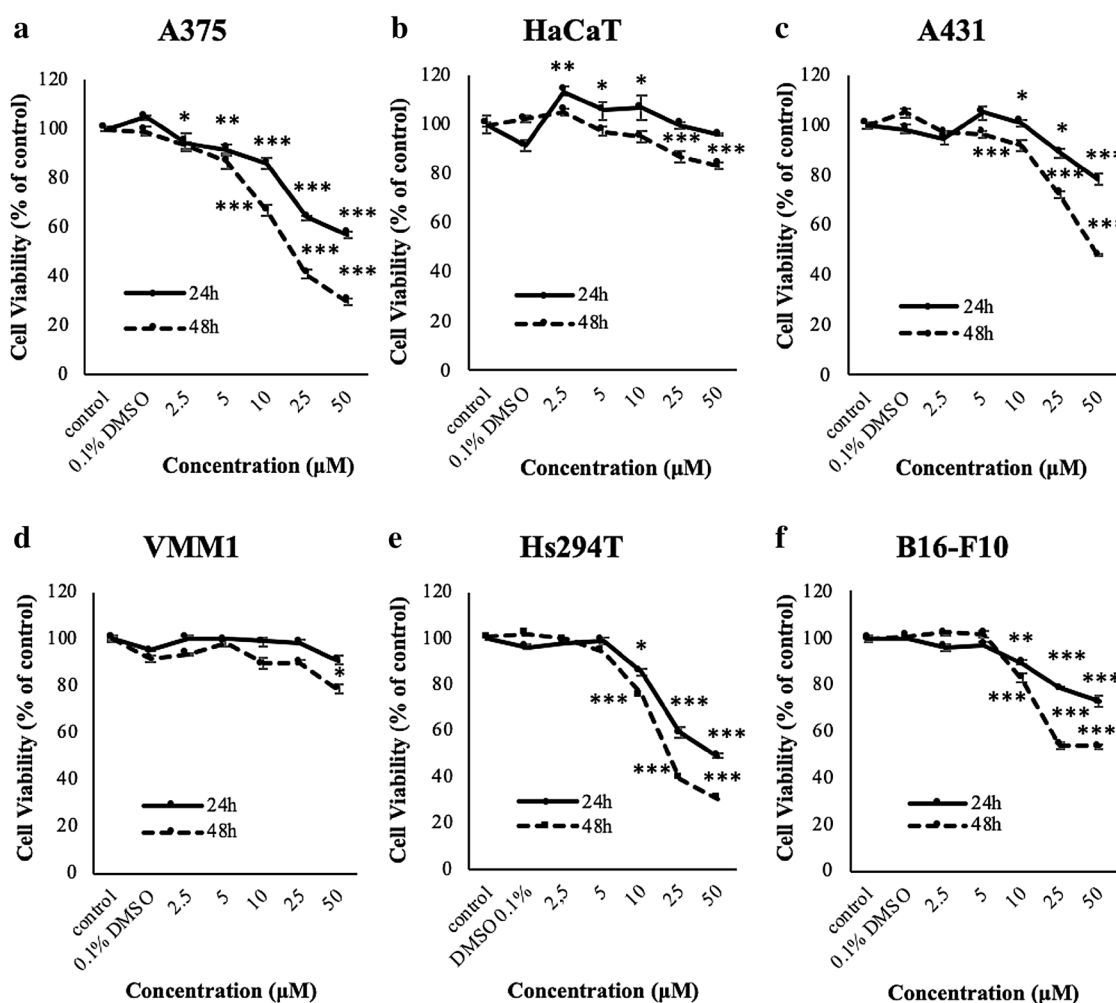 a
A375
Cell Viability (% of control)
120
100
80
60
40
20
0
*
**
***
***
***
***
***
***
24h
48h
control
0.1% DMSO
2.5
5
10
25
50
Concentration (µM)
b
HaCaT
Cell Viability (% of control)
120
100
80
60
40
20
0
**
*
*
***
***
24h
48h
control
0.1% DMSO
2.5
5
10
25
50
Concentration (µM)
c
A431
Cell Viability (% of control)
120
100
80
60
40
20
0
*
*
***
***
***
***
24h
48h
control
0.1% DMSO
2.5
5
10
25
50
Concentration (µM)
d
VMM1
Cell Viability (% of control)
120
100
80
60
40
20
0
*
24h
48h
control
0.1% DMSO
2.5
5
10
25
50
Concentration (µM)
e
Hs294T
Cell Viability (% of control)
120
100
80
60
40
20
0
*
***
***
***
***
***
24h
48h
control
DMSO 0.1%
2.5
5
10
25
50
Concentration (µM)
f
B16-F10
Cell Viability (% of control)
120
100
80
60
40
20
0
**
***
***
***
***
***
24h
48h
control
0.1% DMSO
2.5
5
10
25
50
Concentration (µM)